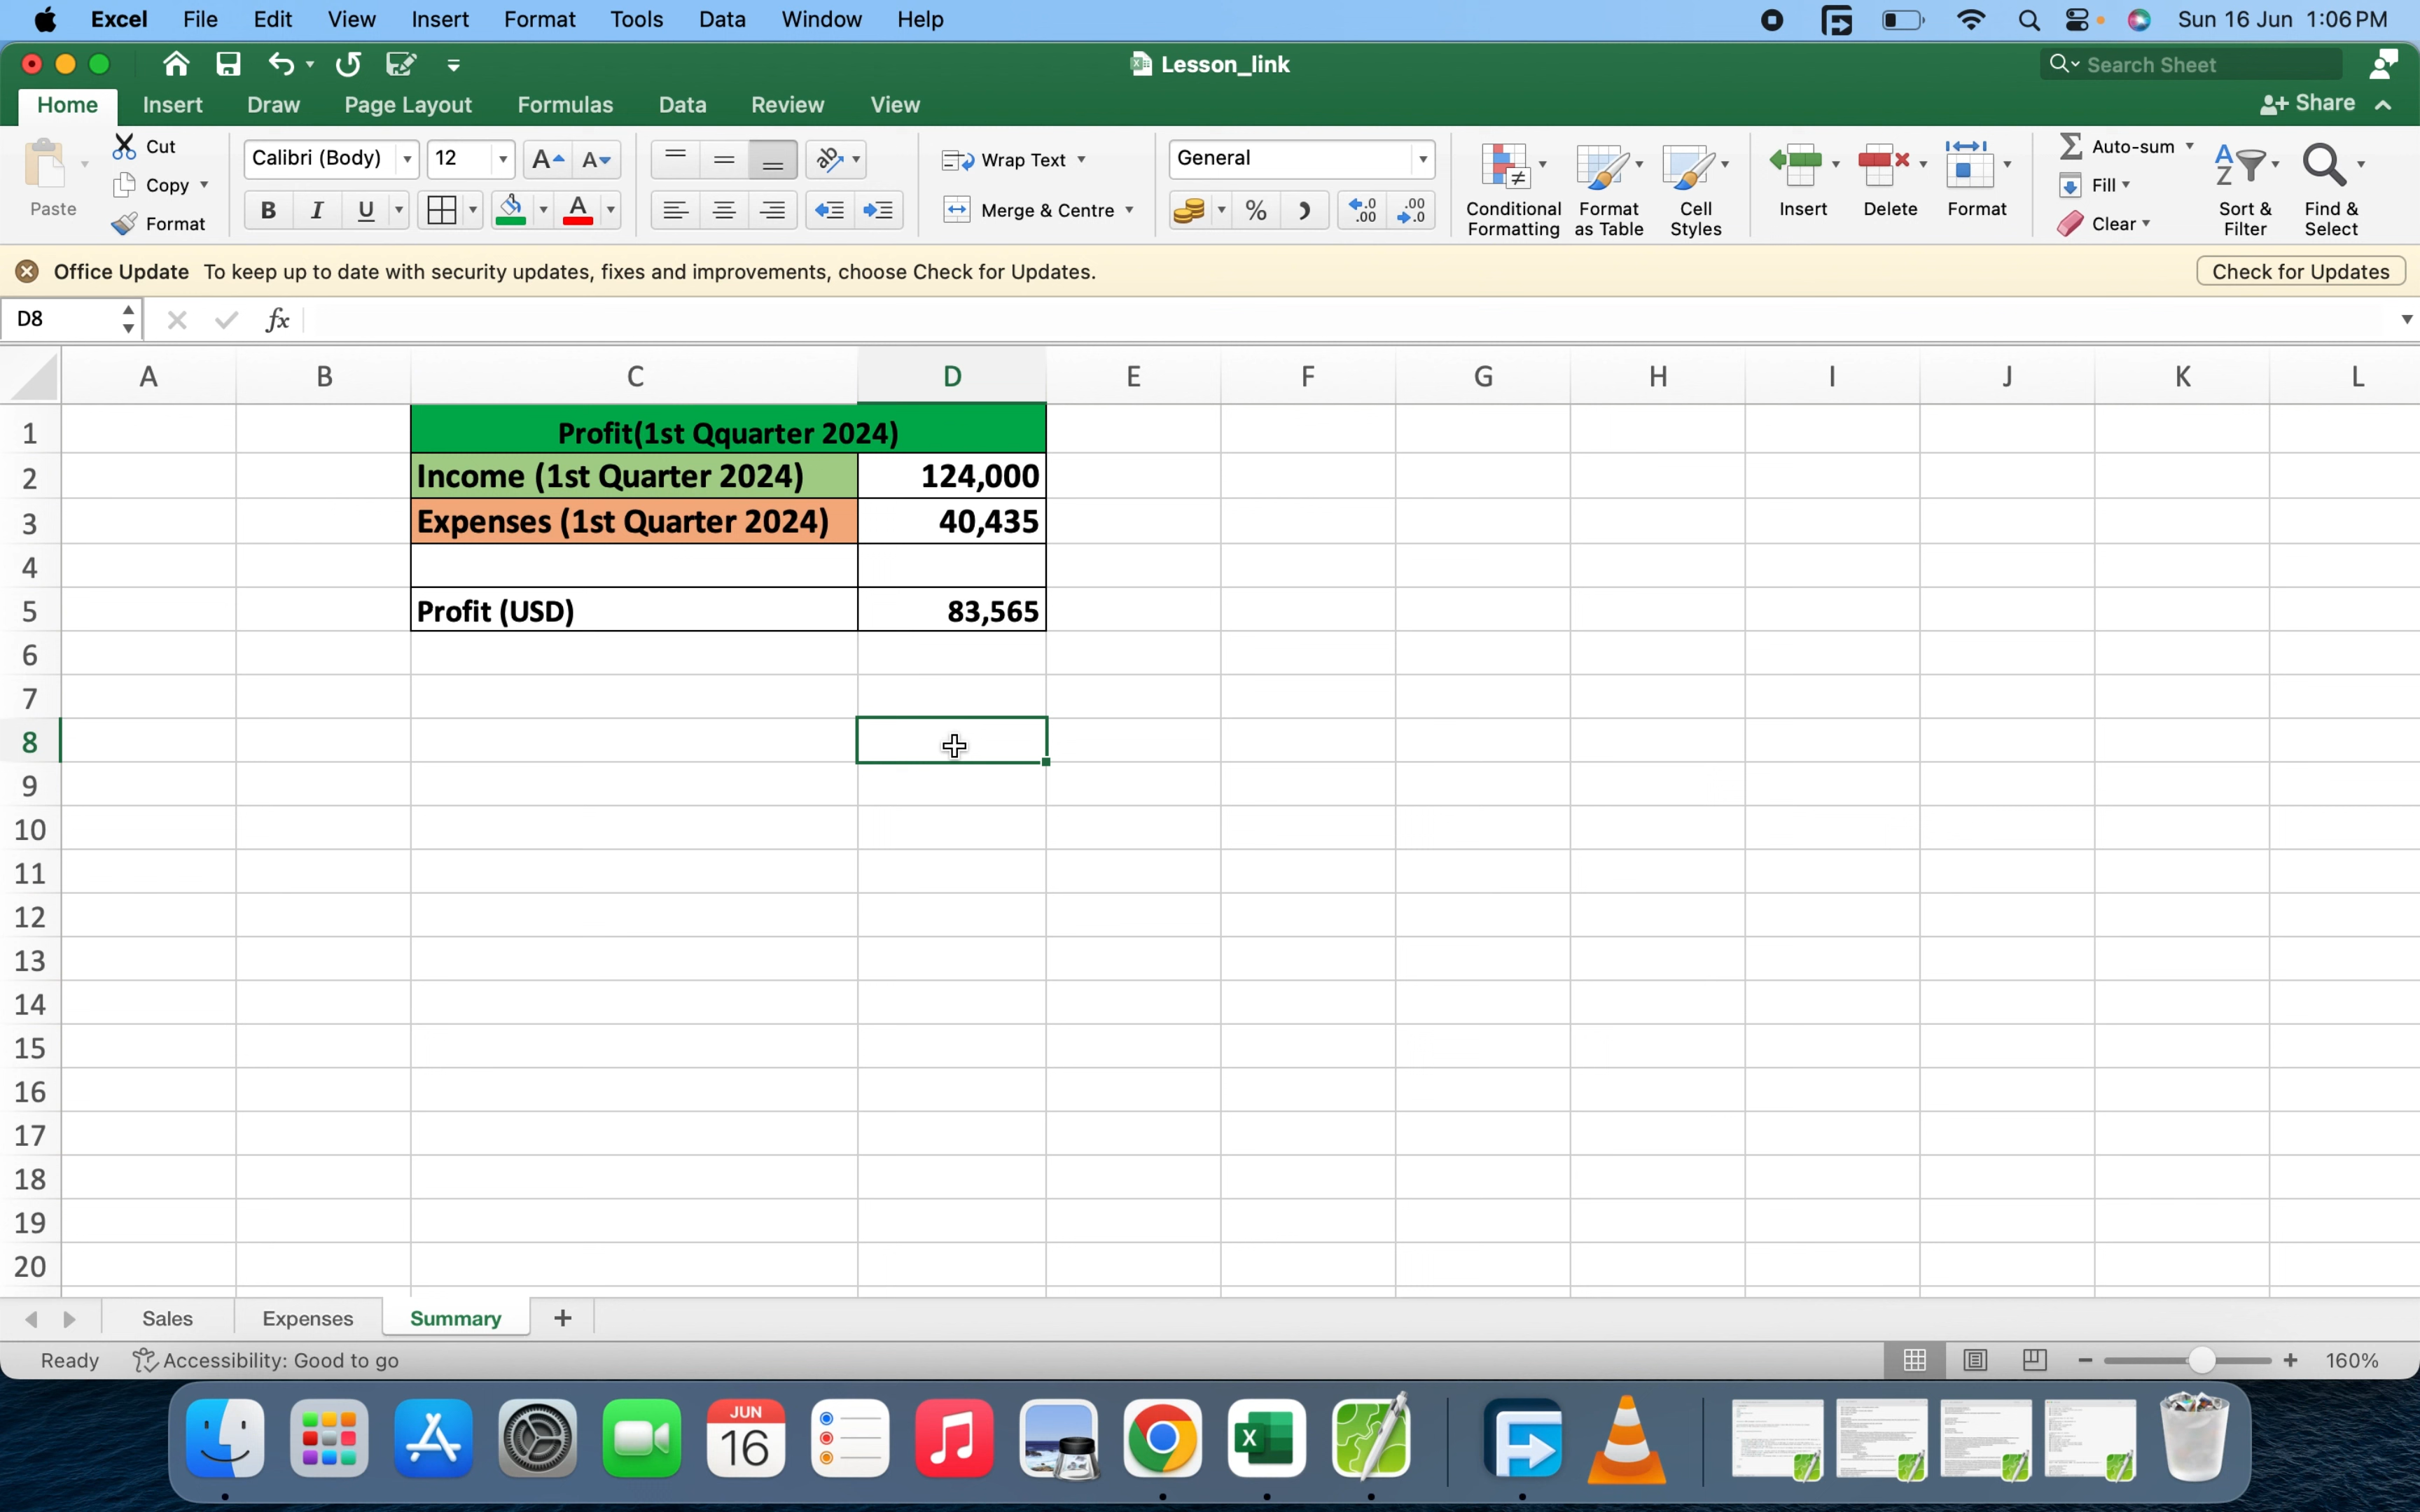 Excel File Edit View Insert Format Tools Data Window Help Sun 16 Jun 1:06 PM
Lesson_link Search Sheet
Home Insert Draw Page Layout Formulas Data Review View Share
Paste Cut Copy Format Calibri (Body) 12 Wrap Text Merge & Centre General Conditional Formatting Format as Table Cell Styles Insert Delete Format Auto-sum Fill Clear Sort & Filter Find & Select
Office Update To keep up to date with security updates, fixes and improvements, choose Check for Updates. Check for Updates
D8 fx
A B C D E F G H I J K L
1 Profit(1st Qquarter 2024)
2 Income (1st Quarter 2024) 124,000
3 Expenses (1st Quarter 2024) 40,435
4
5 Profit (USD) 83,565
6
7
8
9
10
11
12
13
14
15
16
17
18
19
20
Sales Expenses Summary +
Ready Accessibility: Good to go 160%
JUN
16